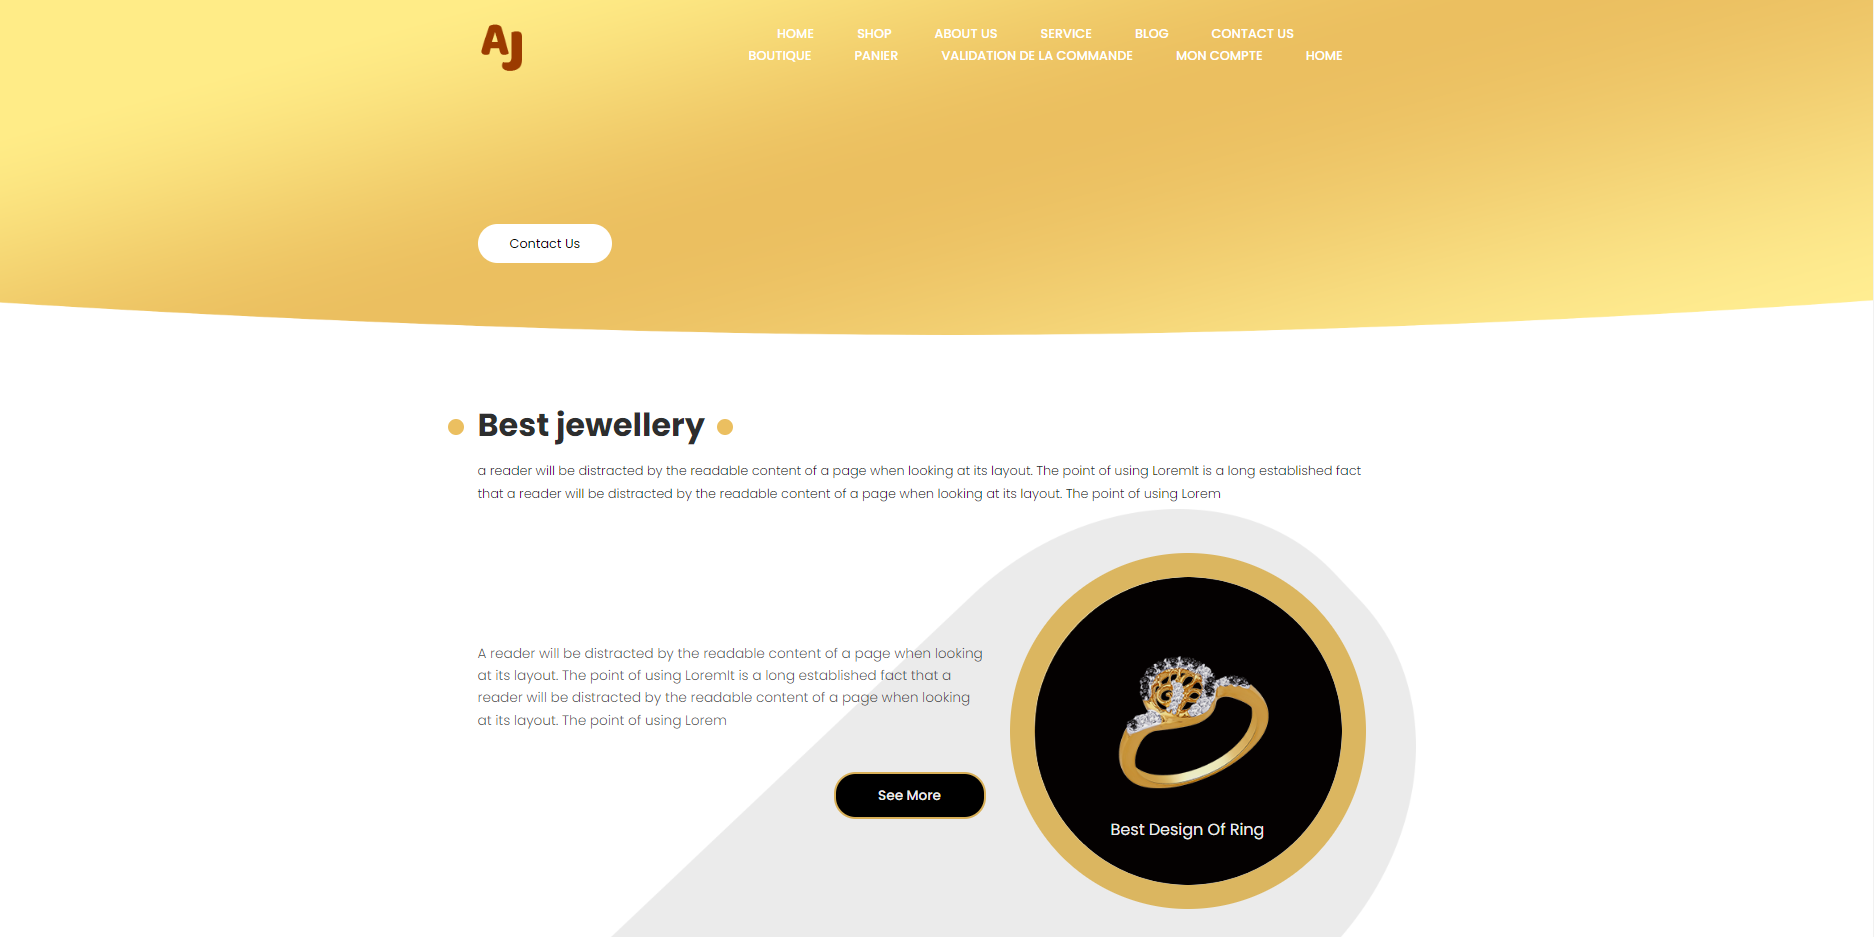 AJ
HOME SHOP ABOUT US SERVICE BLOG CONTACT US
BOUTIQUE PANIER VALIDATION DE LA COMMANDE MON COMPTE HOME
Contact Us
Best jewellery
a reader will be distracted by the readable content of a page when looking at its layout. The point of using LoremIt is a long established fact
that a reader will be distracted by the readable content of a page when looking at its layout. The point of using Lorem
A reader will be distracted by the readable content of a page when looking
at its layout. The point of using LoremIt is a long established fact that a
reader will be distracted by the readable content of a page when looking
at its layout. The point of using Lorem
See More
Best Design Of Ring